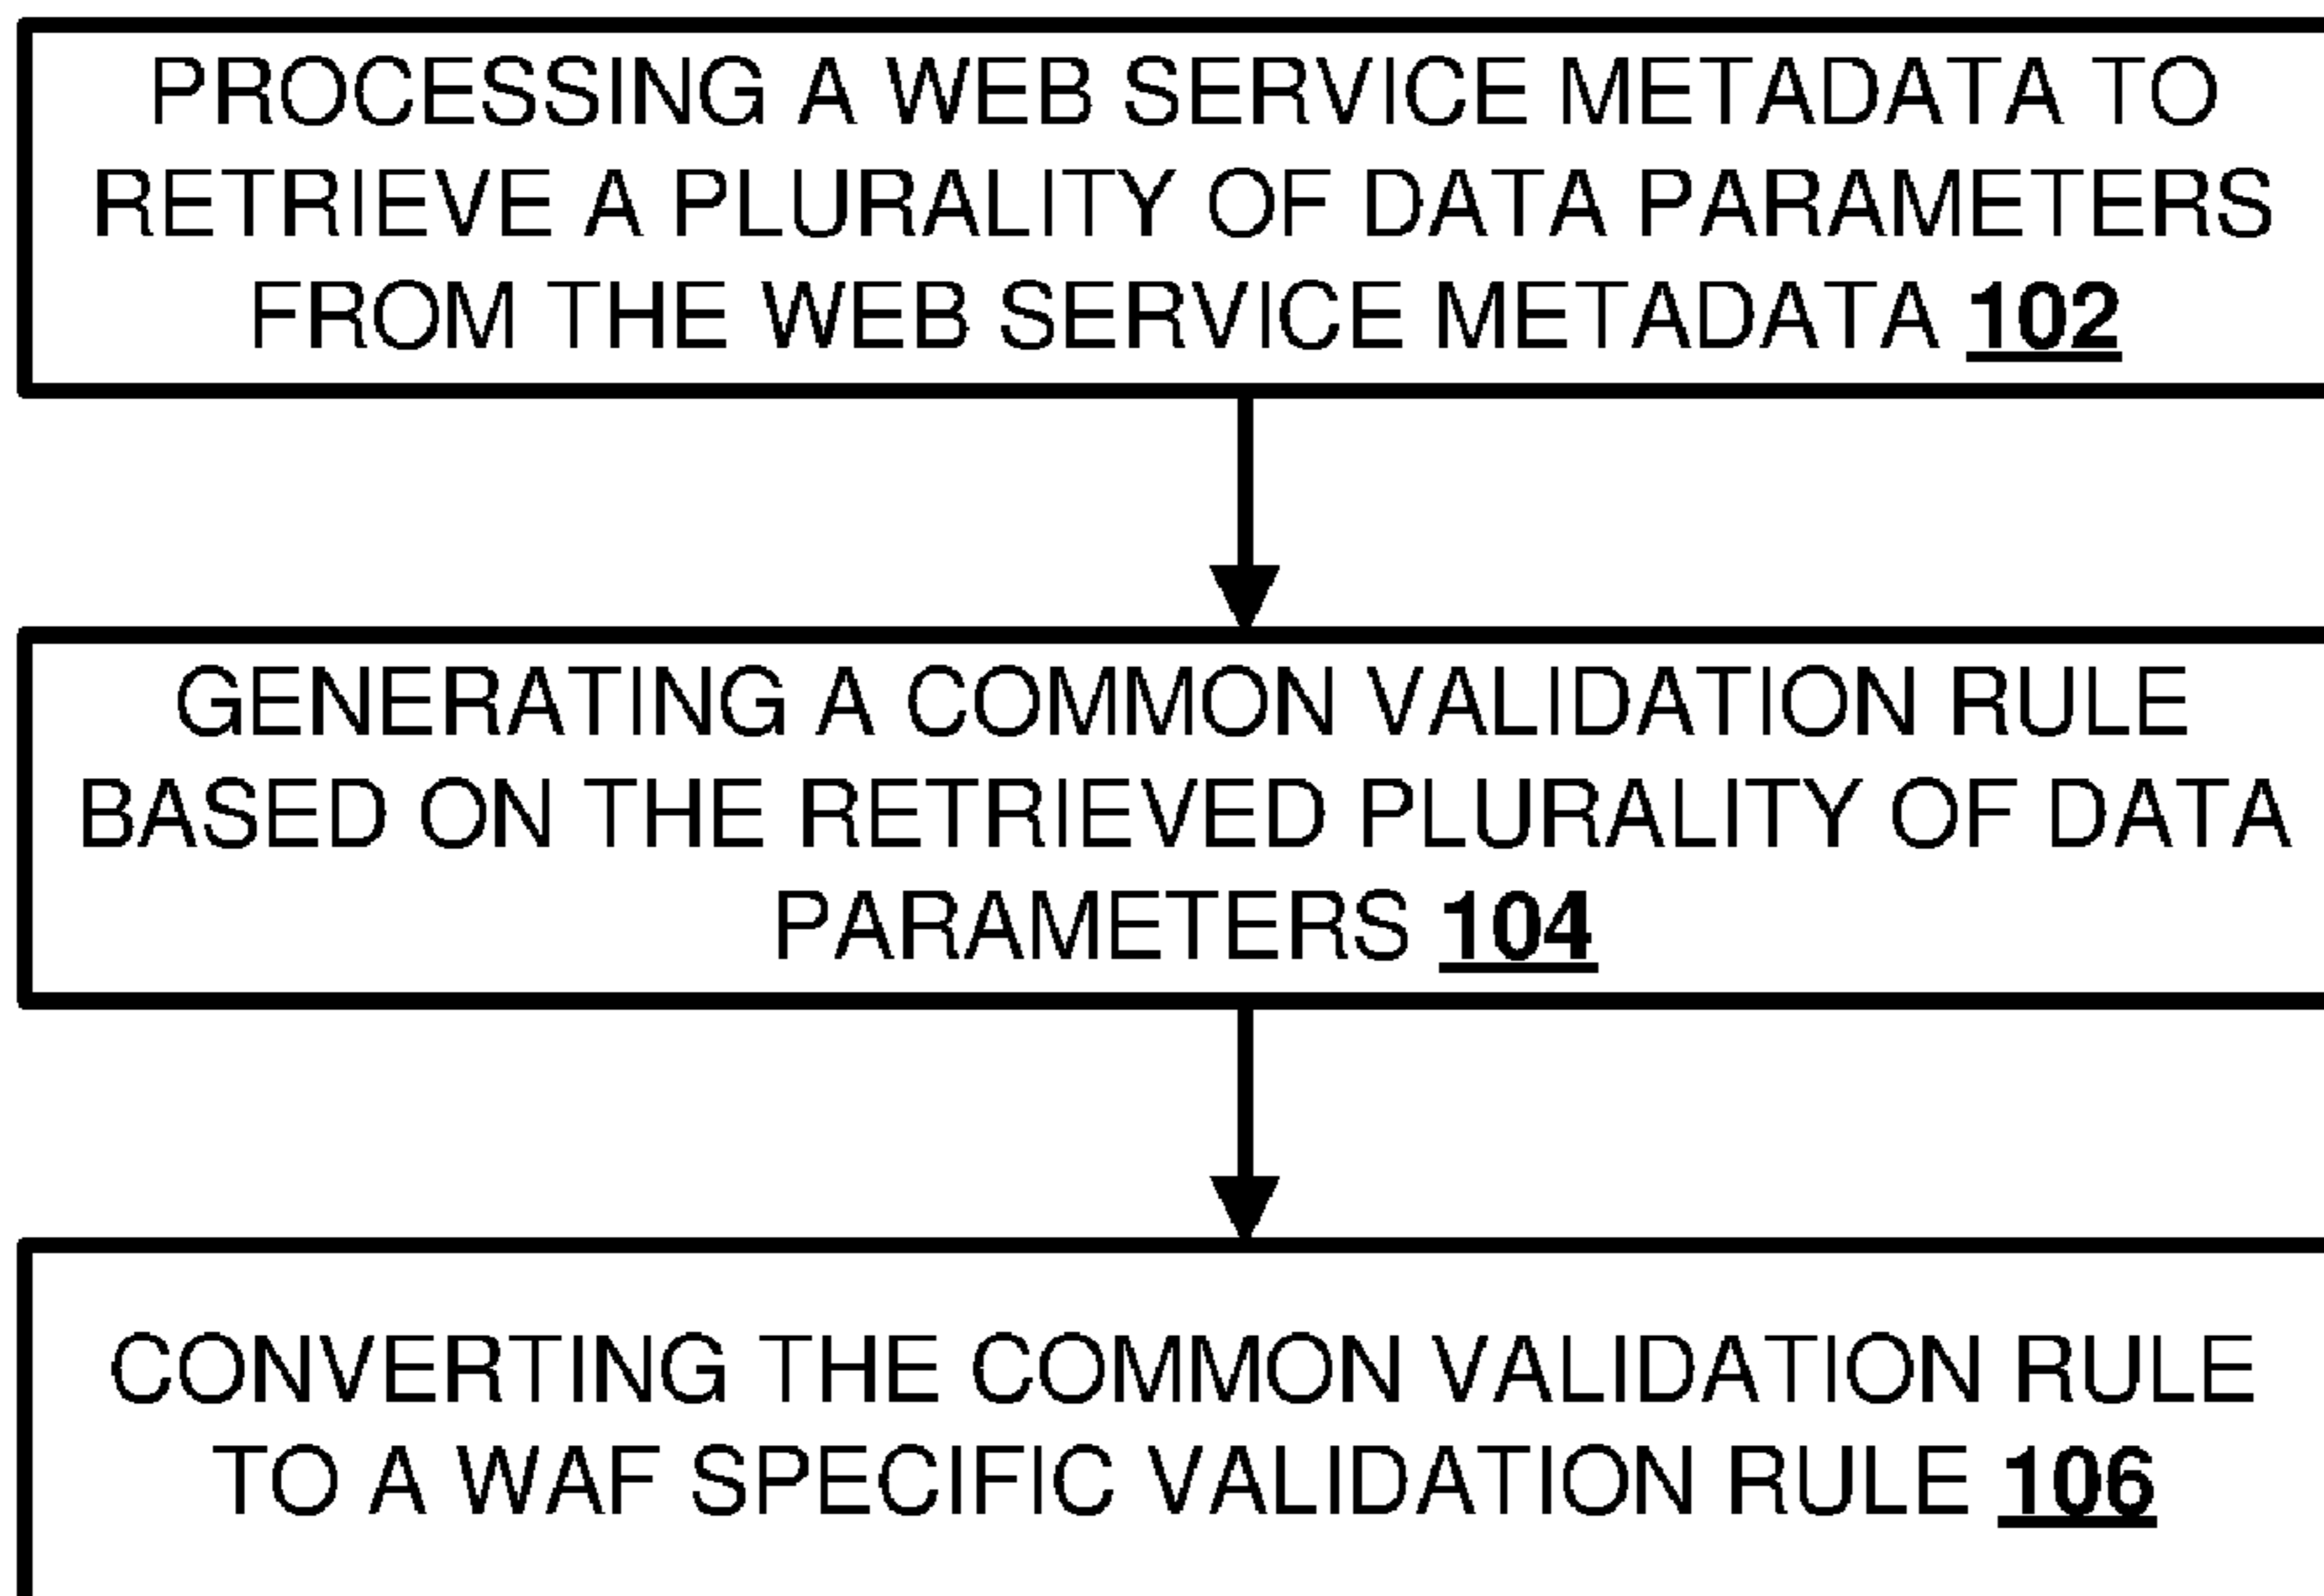 PROCESSING A WEB SERVICE METADATA TO
RETRIEVE A PLURALITY OF DATA PARAMETERS
FROM THE WEB SERVICE METADATA 102
GENERATING A COMMON VALIDATION RULE
BASED ON THE RETRIEVED PLURALITY OF DATA
PARAMETERS 104
CONVERTING THE COMMON VALIDATION RULE
TO A WAF SPECIFIC VALIDATION RULE 106